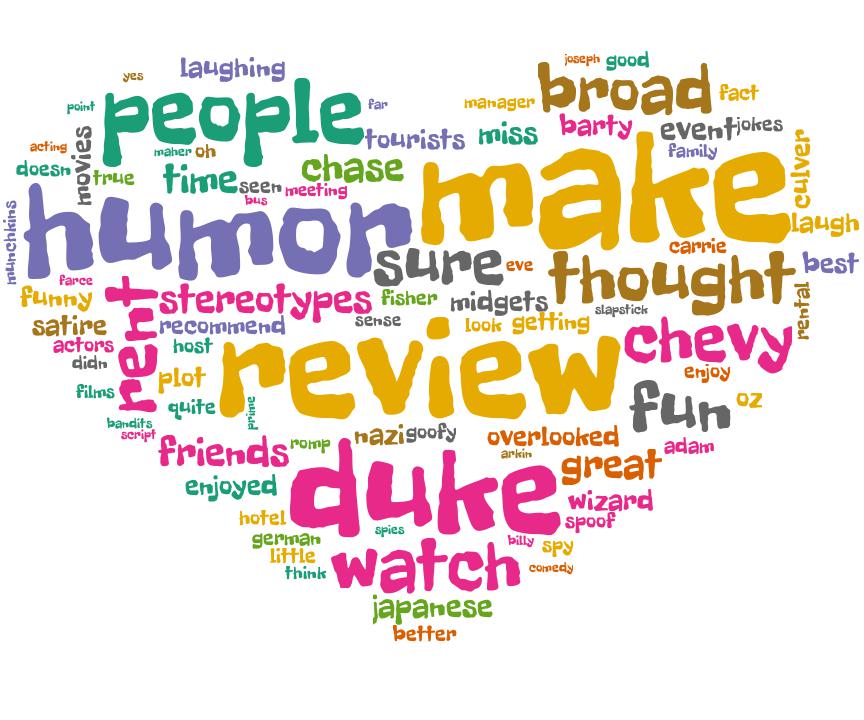 joseph good
yes laughing
people
broad
fact
point
far
manager
tourists miss
barty
event jokes
acting
movies
maher oh
family
culver
doesn
true
time
seen
chase
meeting
bus
make
munchkins
humor
laugh
carrie
sure
eve
thought
best
farce
funny
rent
stereotypes
fisher
midgets
slapstick
rental
satire
recommend
sense
look getting
actors
host
review
chevy
didn
plot
enjoy
films
quite
prime
fun
oz
bandits
script
friends
romp
nazi goofy
overlooked
adam
arkin
great
enjoyed
duke
wizard
hotel
spies
spoof
german
billy
spy
little
watch
comedy
think
japanese
better